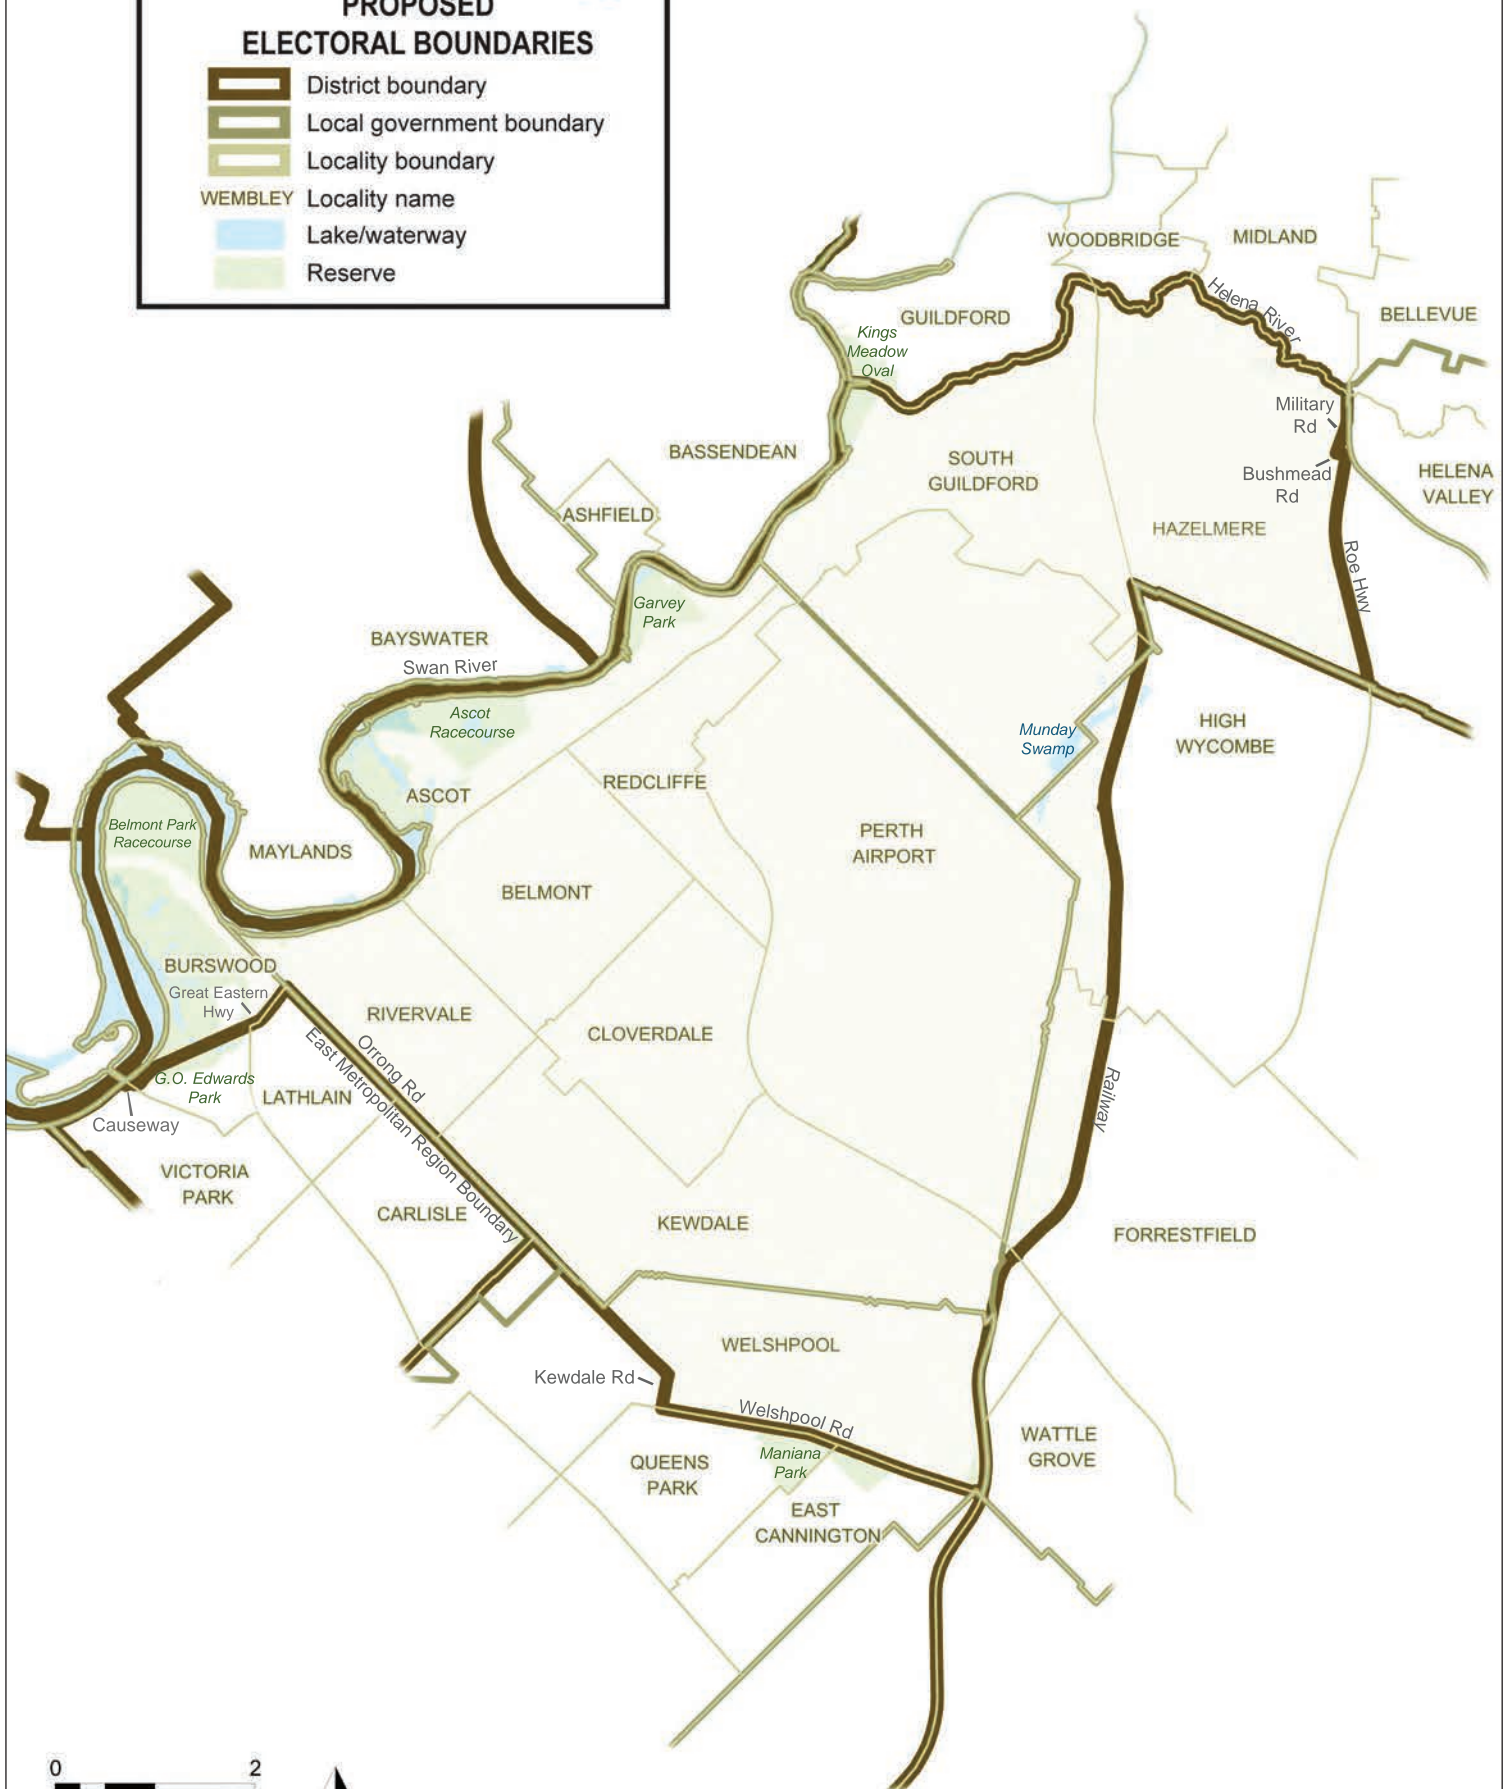 PROPOSED
ELECTORAL BOUNDARIES
District boundary
Local government boundary
Locality boundary
WEMBLEY Locality name
Lake/waterway
Reserve
WOODBRIDGE
MIDLAND
Helena River
GUILDFORD
BELLEVUE
Kings
Meadow
Oval
Military
Rd
BASSENDEAN
SOUTH
GUILDFORD
Bushmead
Rd
HELENA
VALLEY
ASHFIELD
HAZELMERE
Roe Hwy
Garvey
Park
BAYSWATER
Swan River
Ascot
Racecourse
Munday
Swamp
HIGH
WYCOMBE
REDCLIFFE
ASCOT
Belmont Park
Racecourse
MAYLANDS
PERTH
AIRPORT
BELMONT
BURSWOOD
Great Eastern
Hwy
RIVERVALE
CLOVERDALE
Orrong Rd
East Metropolitan Region Boundary
G.O. Edwards
Park
LATHLAIN
Railway
Causeway
VICTORIA
PARK
CARLISLE
KEWDALE
FORRESTFIELD
WELSHPOOL
Kewdale Rd
Welshpool Rd
WATTLE
GROVE
Maniana
Park
QUEENS
PARK
EAST
CANNINGTON
0 2